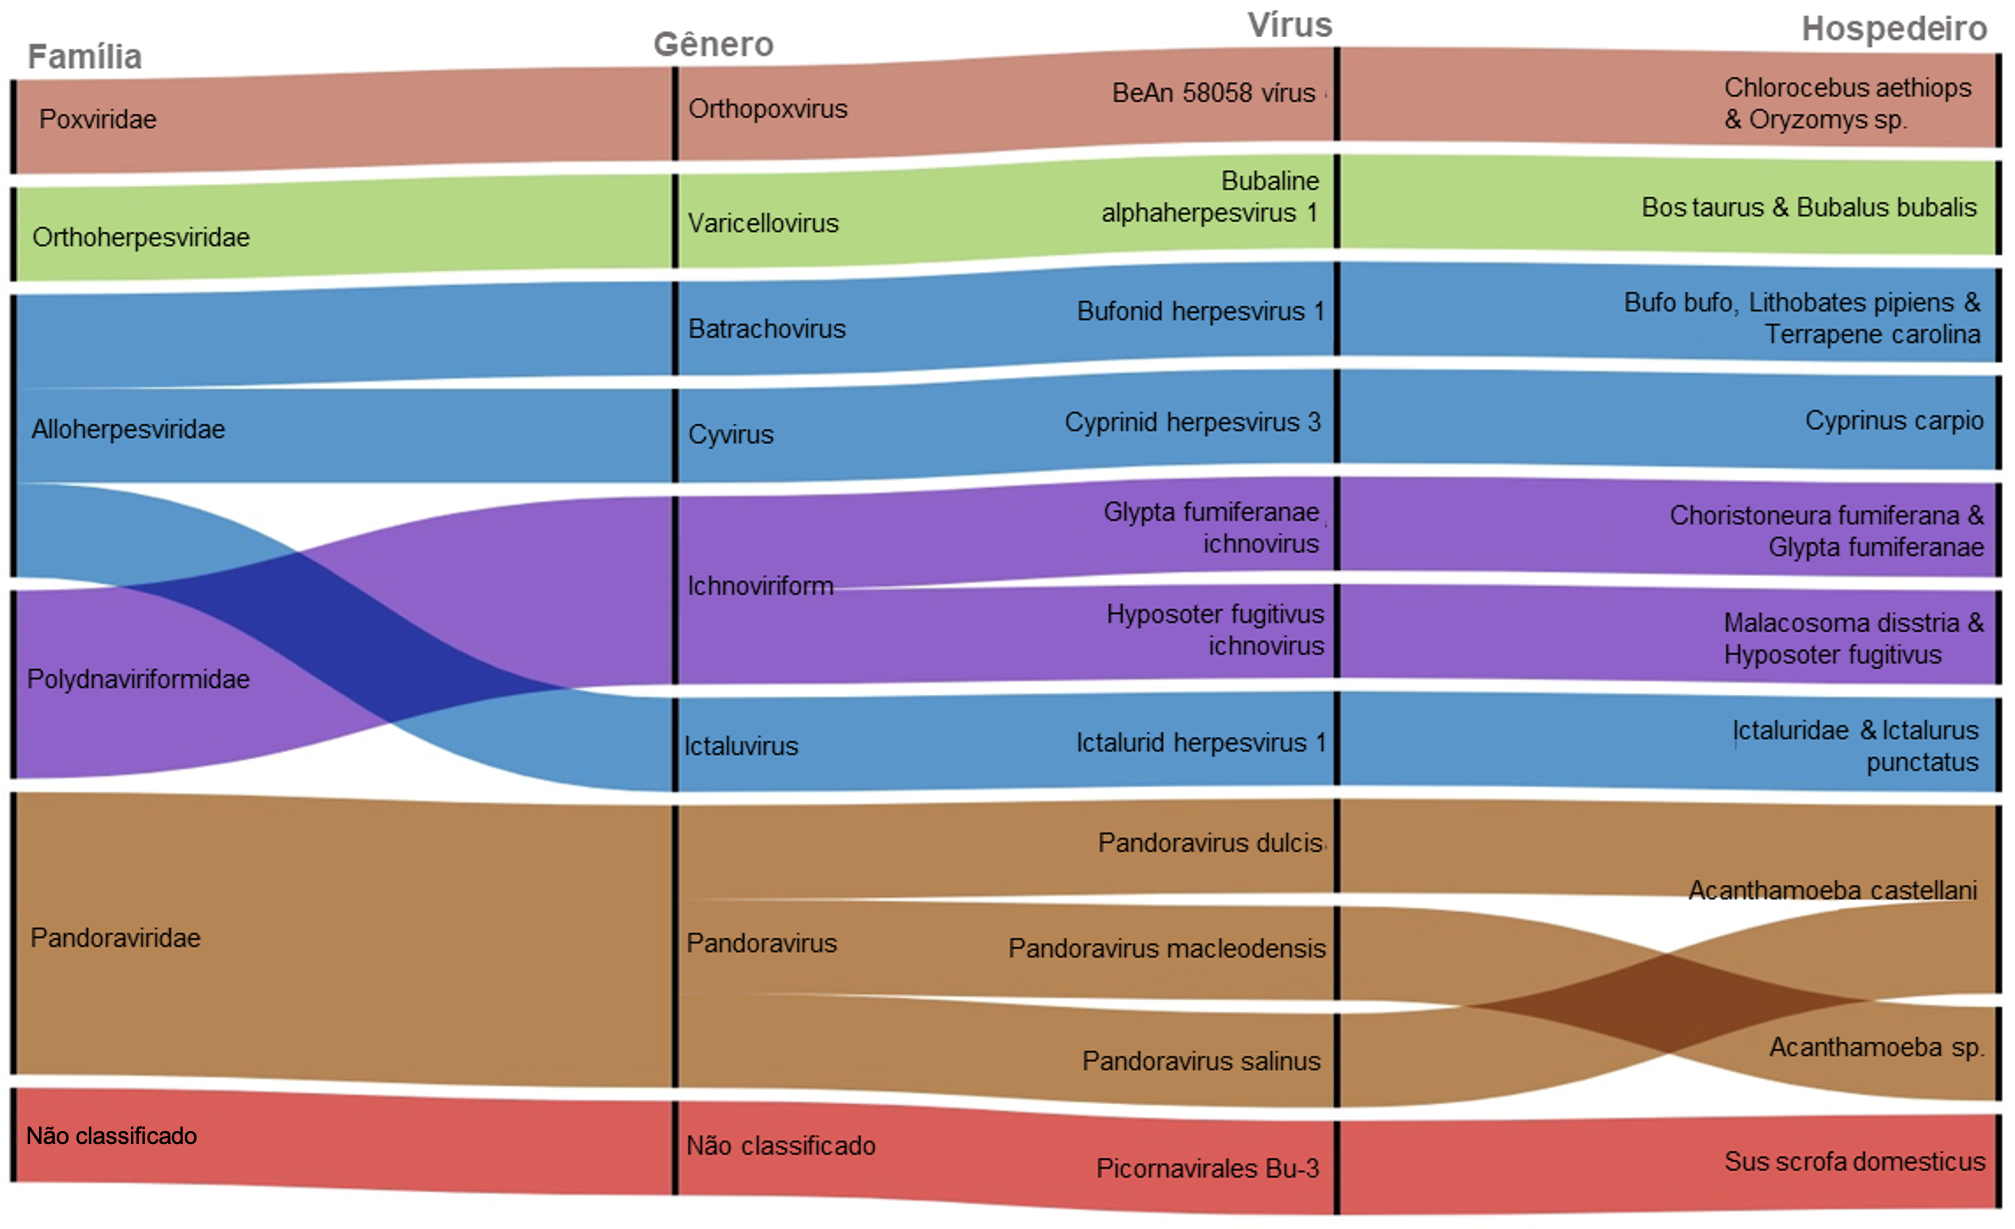 Família
Gênero
Vírus
Hospedeiro
Poxviridae
Orthopoxvirus
BeAn 58058 vírus
Chlorocebus aethiops
& Oryzomys sp.
Orthoherpesviridae
Varicellovirus
Bubaline
alphaherpesvirus 1
Bos taurus & Bubalus bubalis
Alloherpesviridae
Batrachovirus
Bufonid herpesvirus 1
Bufo bufo, Lithobates pipiens &
Terrapene carolina
Cyvirus
Cyprinid herpesvirus 3
Cyprinus carpio
Polydnaviriformidae
Ichnoviriform
Glypta fumiferanae
ichnovirus
Choristoneura fumiferana &
Glypta fumiferanae
Hyposoter fugitivus
ichnovirus
Malacosoma disstria &
Hyposoter fugitivus
Ictaluvirus
Ictalurid herpesvirus 1
Ictaluridae & Ictalurus
punctatus
Pandoraviridae
Pandoravirus
Pandoravirus dulcis
Acanthamoeba castellani
Pandoravirus macleodensis
Pandoravirus salinus
Acanthamoeba sp.
Não classificado
Não classificado
Picornavirales Bu-3
Sus scrofa domesticus